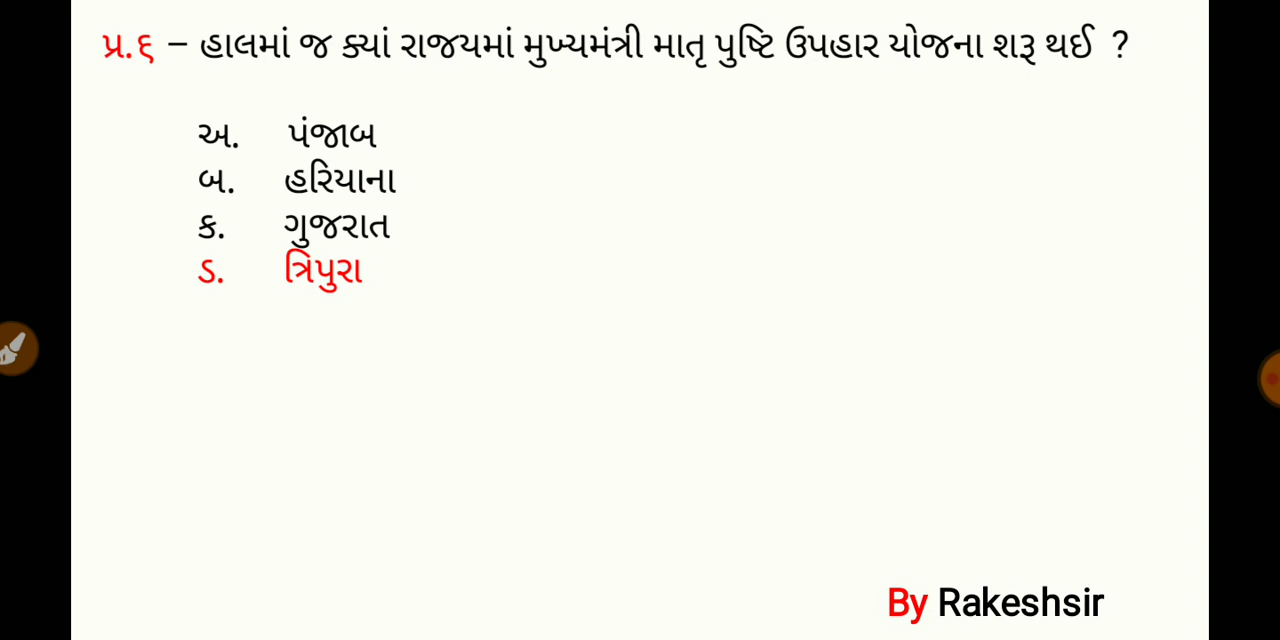 પ્ર.૬ – હાલમાં જ ક્યાં રાજયમાં મુખ્યમંત્રી માતૃ પુષ્ટિ ઉપહાર યોજના શરૂ થઈ ?
અ. પંજાબ
બ. હરિયાના
ક. ગુજરાત
ડ. ત્રિપુરા
By Rakeshsir